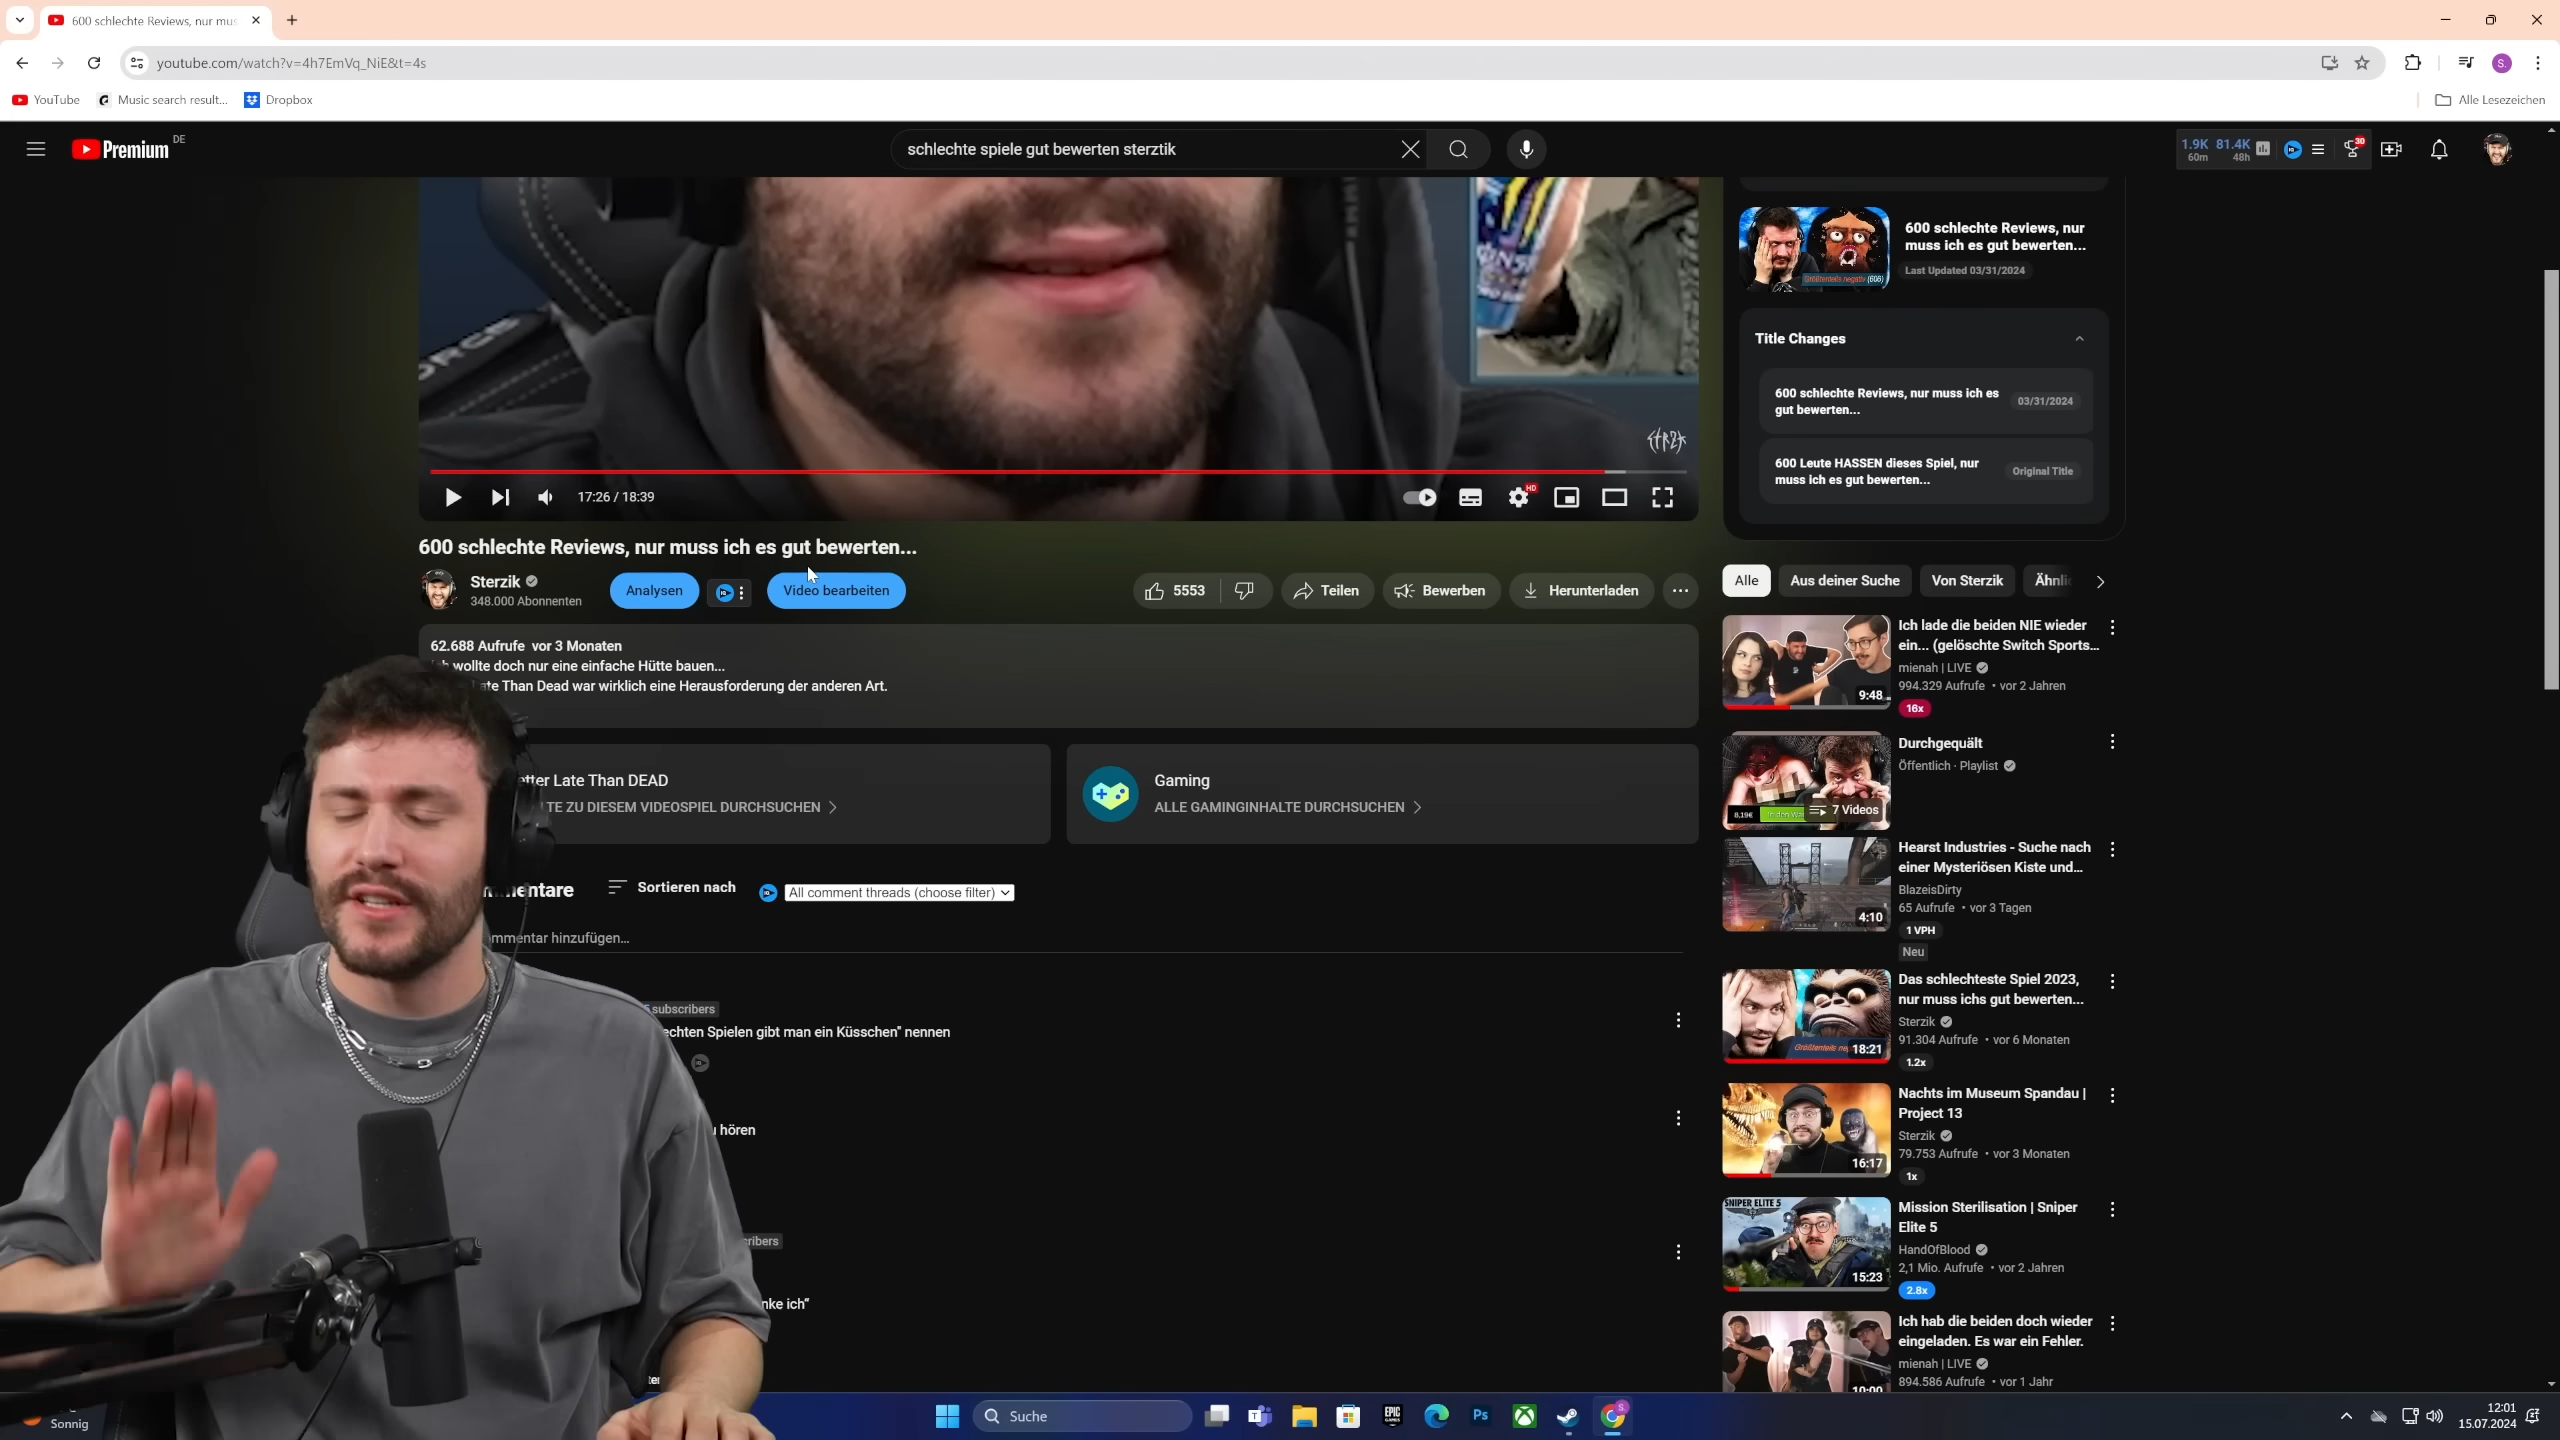 600 schlechte Reviews, nur mus
youtube.com/watch?v=4h7EmVq_NiE&t=4s
S.
YouTube
Music search result...
Dropbox
Alle Lesezeichen
Premium DE
schlechte spiele gut bewerten sterztik
1.9K 81.4K
60m 48h
30
600 schlechte Reviews, nur
muss ich es gut bewerten...
Last Updated 03/31/2024
Title Changes
600 schlechte Reviews, nur muss ich es
gut bewerten...
03/31/2024
600 Leute HASSEN dieses Spiel, nur
muss ich es gut bewerten...
Original Title
17:26 / 18:39
HD
600 schlechte Reviews, nur muss ich es gut bewerten...
Sterzik
348.000 Abonnenten
Analysen
Video bearbeiten
5553
Teilen
Bewerben
Herunterladen
62.688 Aufrufe vor 3 Monaten
wollte doch nur eine einfache Hütte bauen...
ate Than Dead war wirklich eine Herausforderung der anderen Art.
tter Late Than DEAD
TE ZU DIESEM VIDEOSPIEL DURCHSUCHEN
Gaming
ALLE GAMINGINHALTE DURCHSUCHEN
mmentare
Sortieren nach
All comment threads (choose filter)
mmentar hinzufügen...
subscribers
echten Spielen gibt man ein Küsschen" nennen
hören
ribers
nke ich"
Alle
Aus deiner Suche
Von Sterzik
Ähnli
Ich lade die beiden NIE wieder
ein... (gelöschte Switch Sports...
mienah | LIVE
994.329 Aufrufe • vor 2 Jahren
16x
9:48
Durchgequält
Öffentlich · Playlist
8,19€
7 Videos
Hearst Industries - Suche nach
einer Mysteriösen Kiste und...
BlazeisDirty
65 Aufrufe • vor 3 Tagen
1 VPH
Neu
4:10
Das schlechteste Spiel 2023,
nur muss ichs gut bewerten...
Sterzik
91.304 Aufrufe • vor 6 Monaten
1.2x
18:21
Nachts im Museum Spandau |
Project 13
Sterzik
79.753 Aufrufe • vor 3 Monaten
1x
16:17
SNIPER ELITE 5
Mission Sterilisation | Sniper
Elite 5
HandOfBlood
2,1 Mio. Aufrufe • vor 2 Jahren
2.8x
15:23
Ich hab die beiden doch wieder
eingeladen. Es war ein Fehler.
mienah | LIVE
894.586 Aufrufe • vor 1 Jahr
Sonnig
Suche
EPIC GAMES
Ps
12:01
15.07.2024